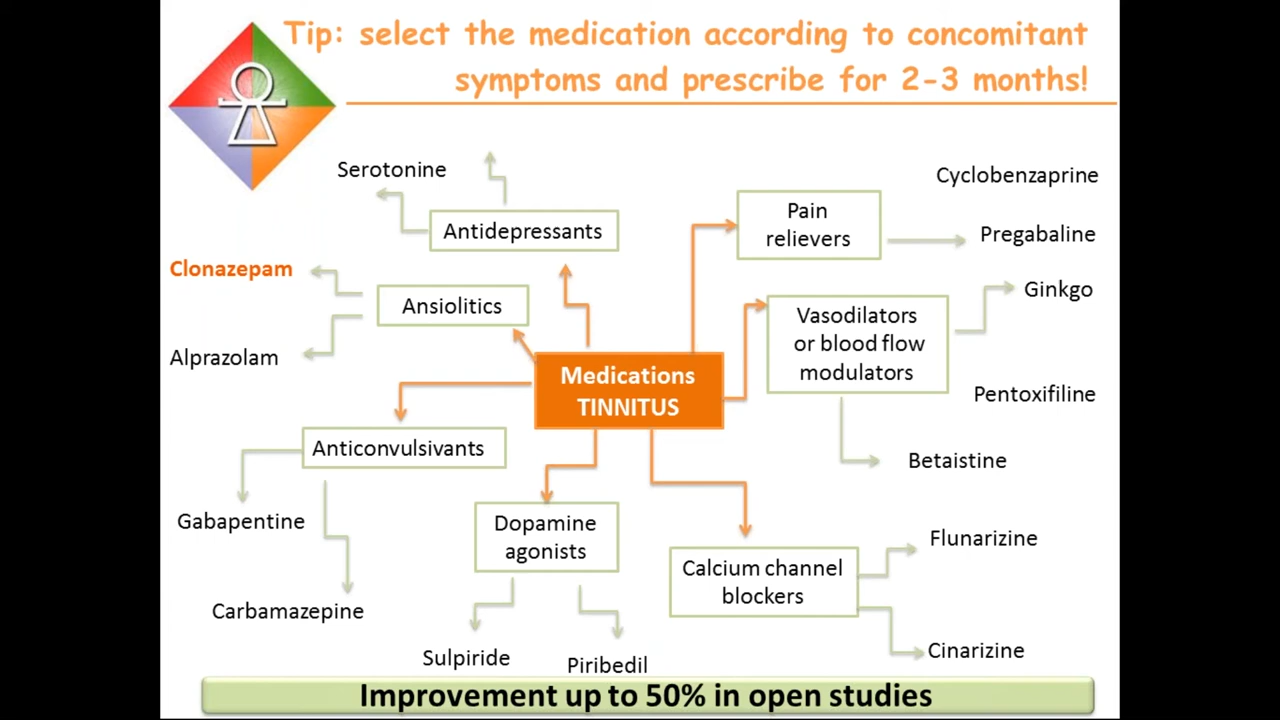 Tip: select the medication according to concomitant
symptoms and prescribe for 2-3 months!
Serotonine
Antidepressants
Clonazepam
Ansiolitics
Alprazolam
Pain
relievers
Cyclobenzaprine
Pregabaline
Vasodilators
or blood flow
modulators
Ginkgo
Pentoxifiline
Betaistine
Medications
TINNITUS
Anticonvulsivants
Gabapentine
Carbamazepine
Dopamine
agonists
Sulpiride
Piribedil
Calcium channel
blockers
Flunarizine
Cinarizine
Improvement up to 50% in open studies